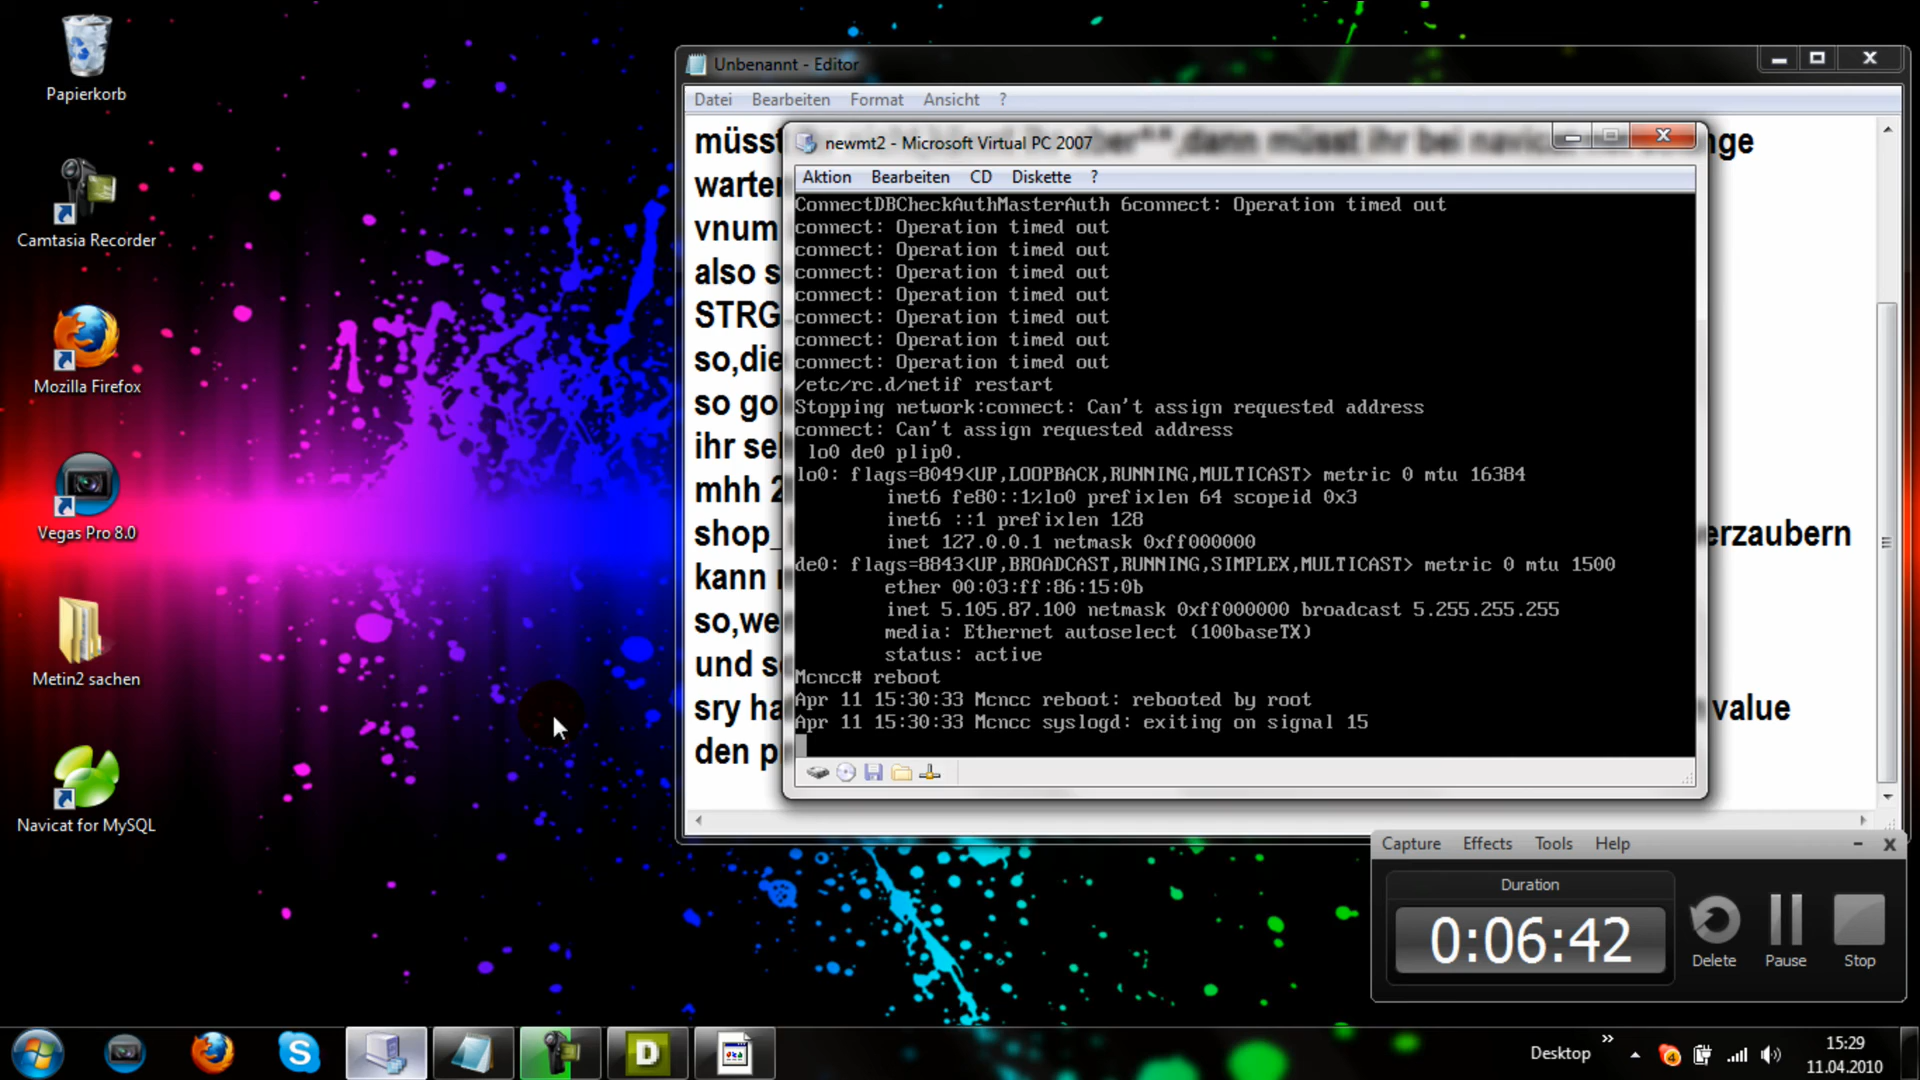 Papierkorb
Camtasia Recorder
Mozilla Firefox
Vegas Pro 8.0
Metin2 sachen
Navicat for MySQL
Unbenannt - Editor
Datei Bearbeiten Format Ansicht ?
müsst
nge
vnum
also s
STRG
so,die
so go
ihr se
mhh 2
shop_
erzaubern
kann
so,we
und s
sry ha
value
den p
newmt2 - Microsoft Virtual PC 2007
Aktion Bearbeiten CD Diskette ?
ConnectDBCheckAuthMasterAuth 6connect: Operation timed out
connect: Operation timed out
connect: Operation timed out
connect: Operation timed out
connect: Operation timed out
connect: Operation timed out
connect: Operation timed out
connect: Operation timed out
/etc/rc.d/netif restart
Stopping network:connect: Can't assign requested address
connect: Can't assign requested address
lo0 de0 plip0.
lo0: flags=8049<UP,LOOPBACK,RUNNING,MULTICAST> metric 0 mtu 16384
inet6 fe80::1%lo0 prefixlen 64 scopeid 0x3
inet6 ::1 prefixlen 128
inet 127.0.0.1 netmask 0xff000000
de0: flags=8843<UP,BROADCAST,RUNNING,SIMPLEX,MULTICAST> metric 0 mtu 1500
ether 00:03:ff:86:15:0b
inet 5.105.87.100 netmask 0xff000000 broadcast 5.255.255.255
media: Ethernet autoselect (100baseTX)
status: active
Mcncc# reboot
Apr 11 15:30:33 Mcncc reboot: rebooted by root
Apr 11 15:30:33 Mcncc syslogd: exiting on signal 15
Capture Effects Tools Help
Duration
0:06:42
Delete Pause Stop
Desktop
15:29
11.04.2010